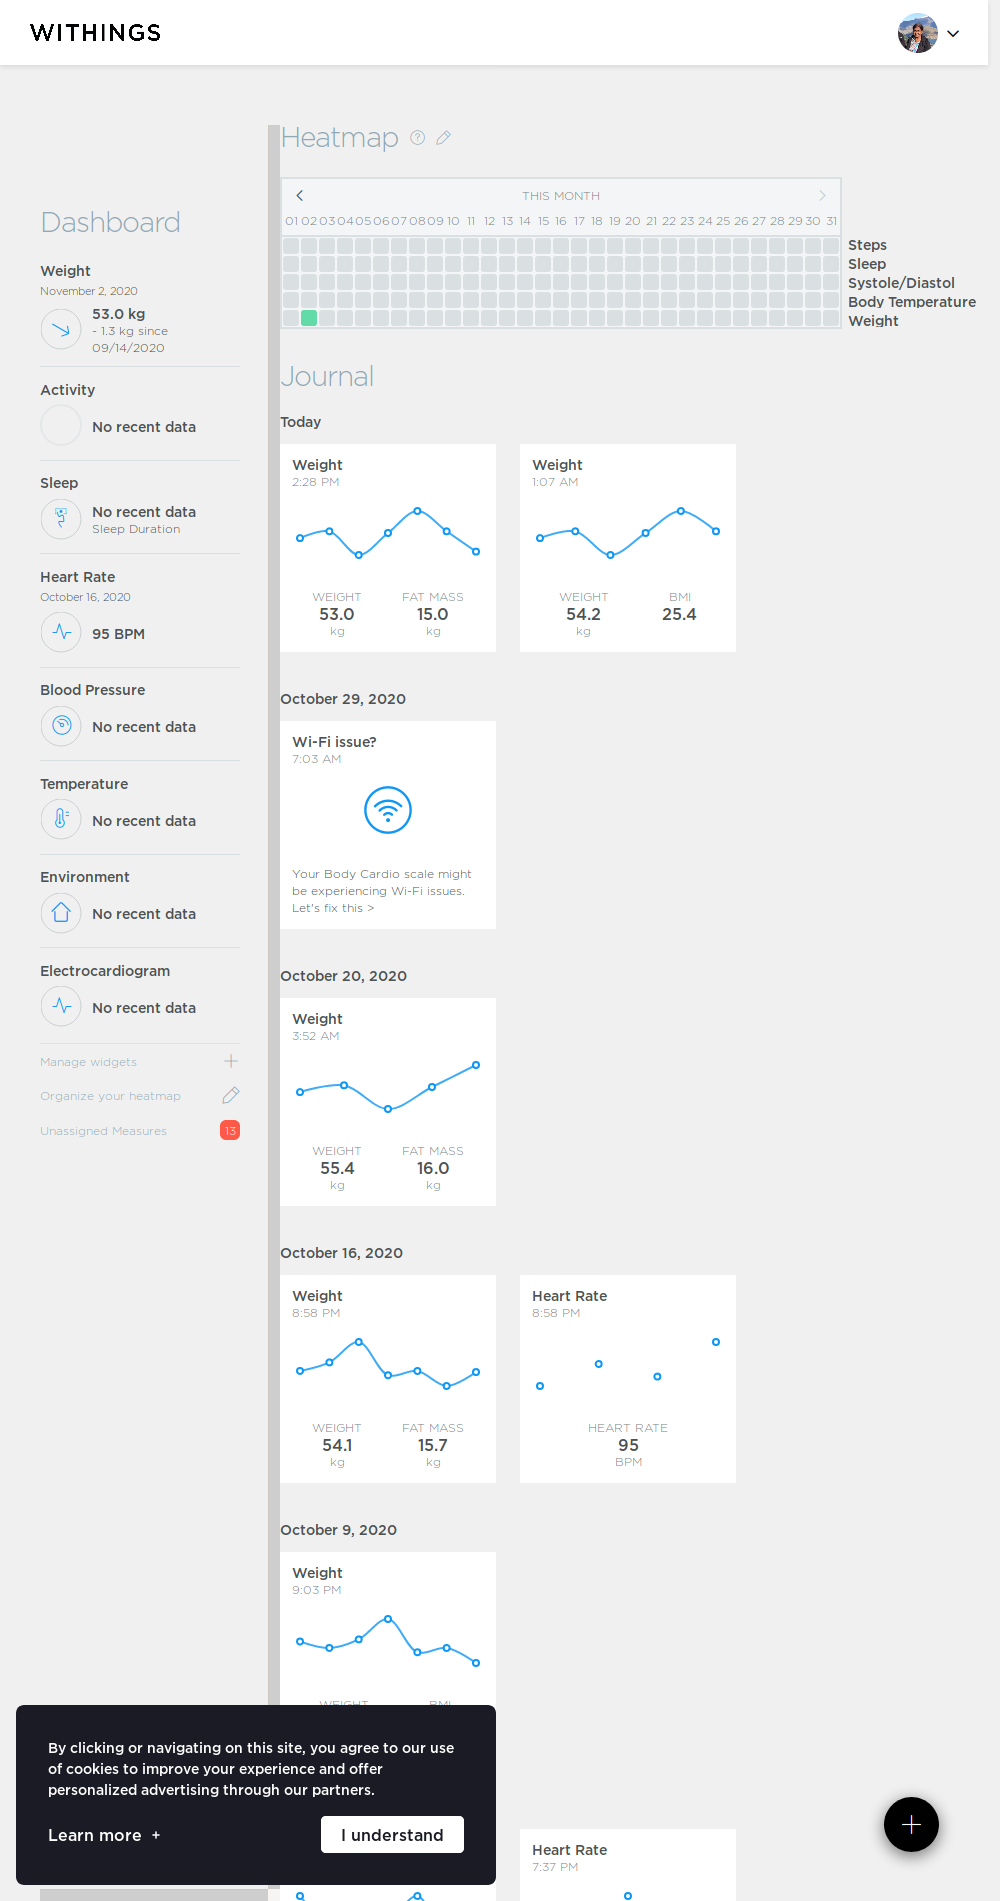 WITHINGS
Dashboard
Weight
November 2, 2020
53.0 kg
- 1.3 kg since
09/14/2020
Activity
No recent data
Sleep
No recent data
Sleep Duration
Heart Rate
October 16, 2020
95 BPM
Blood Pressure
No recent data
Temperature
No recent data
Environment
No recent data
Electrocardiogram
No recent data
Manage widgets
Organize your heatmap
Unassigned Measures 13
Heatmap
THIS MONTH
01 02 03 04 05 06 07 08 09 10 11 12 13 14 15 16 17 18 19 20 21 22 23 24 25 26 27 28 29 30 31
Steps
Sleep
Systole/Diastol
Body Temperature
Weight
Journal
Today
Weight
2:28 PM
WEIGHT FAT MASS
53.0 15.0
kg kg
Weight
1:07 AM
WEIGHT BMI
54.2 25.4
kg
October 29, 2020
Wi-Fi issue?
7:03 AM
Your Body Cardio scale might
be experiencing Wi-Fi issues.
Let's fix this >
October 20, 2020
Weight
3:52 AM
WEIGHT FAT MASS
55.4 16.0
kg kg
October 16, 2020
Weight
8:58 PM
WEIGHT FAT MASS
54.1 15.7
kg kg
Heart Rate
8:58 PM
HEART RATE
95
BPM
October 9, 2020
Weight
9:03 PM
WEIGHT BMI
By clicking or navigating on this site, you agree to our use
of cookies to improve your experience and offer
personalized advertising through our partners.
Learn more +
I understand
Heart Rate
7:37 PM